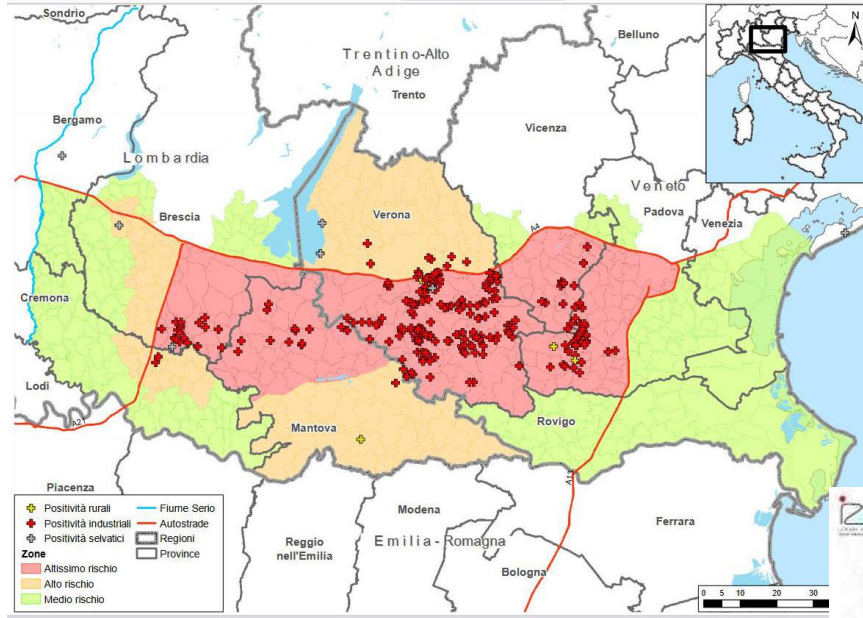 Sondrio
Belluno
N
Trentino-Alto
Adige
Trento
Bergamo
Vicenza
Lombardia
Veneto
Brescia
Verona
Padova
Venezia
A4
Cremona
Lodi
A21
Mantova
Rovigo
Piacenza
A13
Modena
Ferrara
Reggio
nell'Emilia
Emilia-Romagna
Bologna
Positività rurali
Positività industriali
Positività selvatici
Fiume Serio
Autostrade
Regioni
Province
Zone
Altissimo rischio
Alto rischio
Medio rischio
0 5 10 20 30